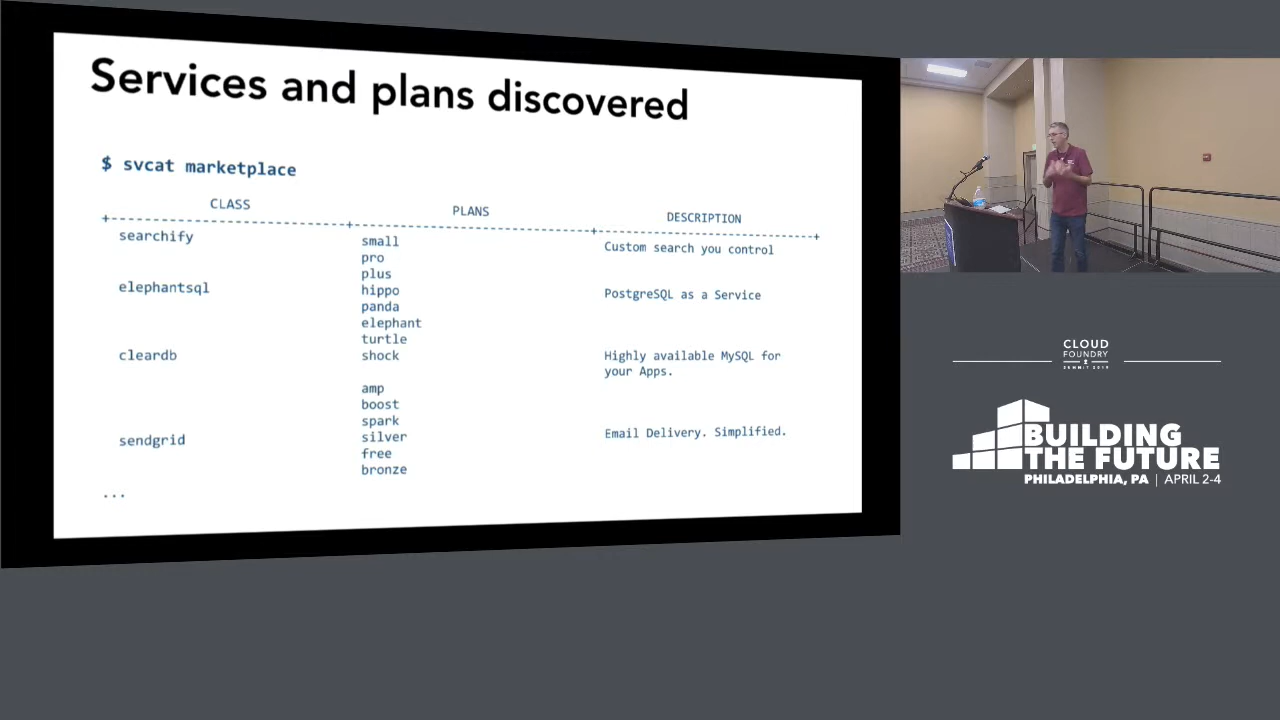 Services and plans discovered
$ svcat marketplace
CLASS PLANS DESCRIPTION
+--------------------------------+--------------------------------+-----------------------------+
searchify small Custom search you control
pro
plus
elephantsql hippo PostgreSQL as a Service
panda
elephant
turtle
cleardb shock Highly available MySQL for
your Apps.
amp
boost
spark
sendgrid silver Email Delivery. Simplified.
free
bronze
...
CLOUD
FOUNDRY
SUMMIT 2019
BUILDING
THE FUTURE
PHILADELPHIA, PA | APRIL 2-4